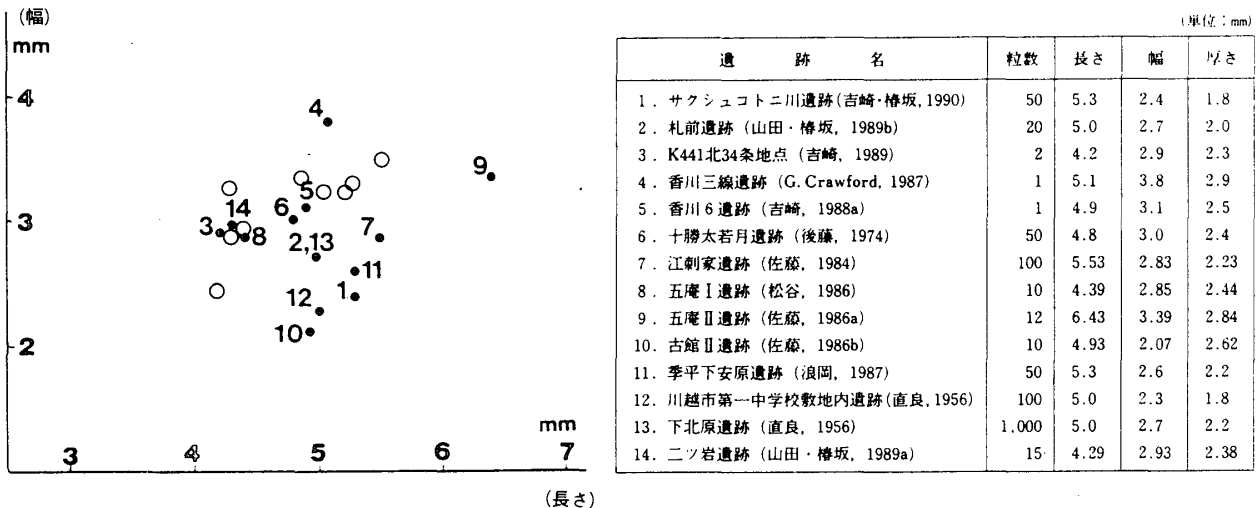 (幅)
mm
4
3
2
4
9
5
6
14
3
8
2,13
7
11
1
12
10
mm
3 4 5 6 7
(長さ)
(単位：mm)
遺跡名 粒数 長さ 幅 厚さ
1．サクシュコトニ川遺跡(吉崎・椿坂,1990) 50 5.3 2.4 1.8
2．札前遺跡（山田・椿坂，1989b） 20 5.0 2.7 2.0
3．K441北34条地点（吉崎，1989） 2 4.2 2.9 2.3
4．香川三線遺跡（G. Crawford, 1987） 1 5.1 3.8 2.9
5．香川6遺跡（吉崎，1988a） 1 4.9 3.1 2.5
6．十勝太若月遺跡（後藤，1974） 50 4.8 3.0 2.4
7．江刺家遺跡（佐藤，1984） 100 5.53 2.83 2.23
8．五庵Ⅰ遺跡（松谷，1986） 10 4.39 2.85 2.44
9．五庵Ⅱ遺跡（佐藤，1986a） 12 6.43 3.39 2.84
10．古館Ⅱ遺跡（佐藤，1986b） 10 4.93 2.07 2.62
11．李平下安原遺跡（浪岡，1987） 50 5.3 2.6 2.2
12．川越市第一中学校敷地内遺跡(直良,1956) 100 5.0 2.3 1.8
13．下北原遺跡（直良，1956） 1,000 5.0 2.7 2.2
14．二ツ岩遺跡（山田・椿坂，1989a） 15 4.29 2.93 2.38